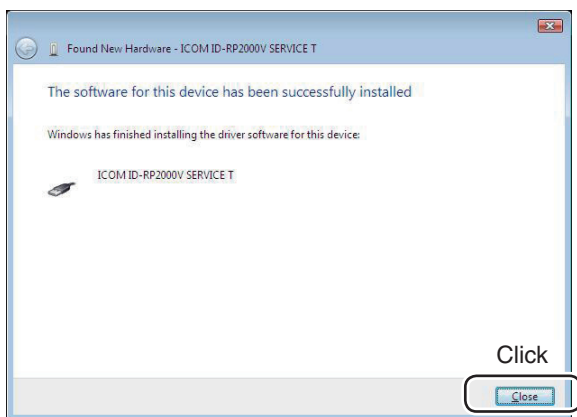 Found New Hardware - ICOM ID-RP2000V SERVICE T
The software for this device has been successfully installed
Windows has finished installing the driver software for this device:
ICOM ID-RP2000V SERVICE T
Click
Close